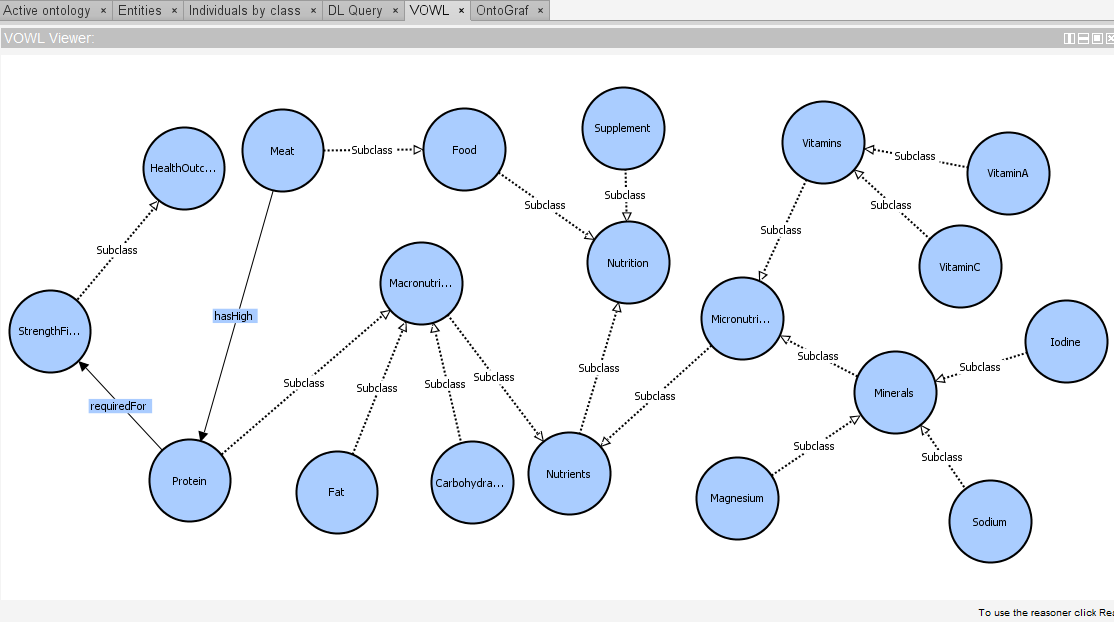 Active ontology × Entities × Individuals by class × DL Query × VOWL × OntoGraf ×
VOWL Viewer:
Supplement
Vitamins
Meat
Subclass
Food
HealthOutc...
Subclass
VitaminA
Subclass
Subclass
Subclass
Subclass
Subclass
Nutrition
VitaminC
Macronutri...
hasHigh
Micronutri...
StrengthFi...
Iodine
Subclass
Subclass
Subclass
Subclass
Subclass
Subclass
Subclass
Minerals
Subclass
requiredFor
Subclass
Subclass
Nutrients
Protein
Carbohydra...
Fat
Magnesium
Sodium
To use the reasoner click Rea